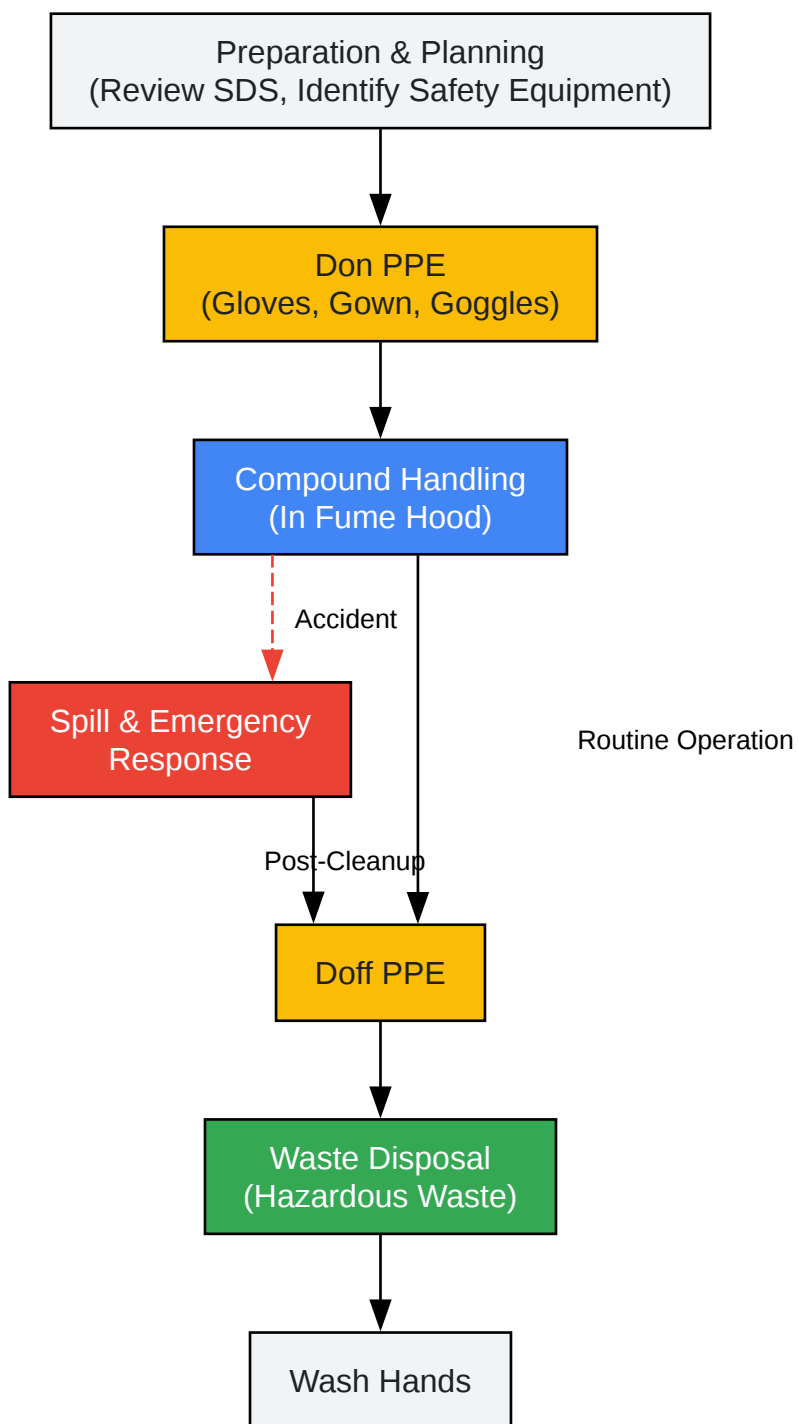 Preparation & Planning
(Review SDS, Identify Safety Equipment)
Don PPE
(Gloves, Gown, Goggles)
Compound Handling
(In Fume Hood)
Accident
Spill & Emergency
Response
Routine Operation
Post-Cleanup
Doff PPE
Waste Disposal
(Hazardous Waste)
Wash Hands